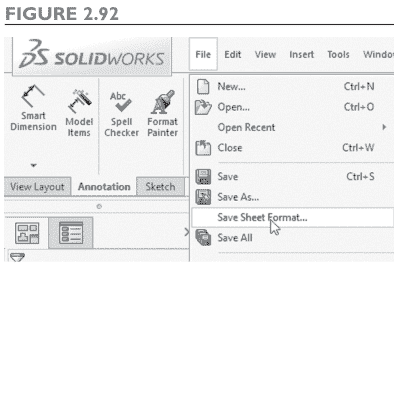 FIGURE 2.92
SOLIDWORKS
File Edit View Insert Tools Windo
Smart
Dimension
Model
Items
Abc
Spell
Checker
Format
Painter
View Layout Annotation Sketch
New... Ctrl+N
Open... Ctrl+O
Open Recent
Close Ctrl+W
Save Ctrl+S
Save As...
Save Sheet Format...
Save All